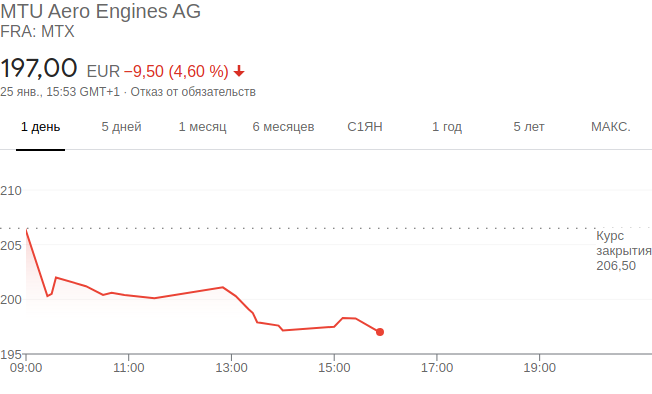 MTU Aero Engines AG
FRA: MTX
197,00 EUR −9,50 (4,60 %)
25 янв., 15:53 GMT+1 · Отказ от обязательств
1 день 5 дней 1 месяц 6 месяцев С1ЯН 1 год 5 лет МАКС.
210
Курс
205 закрытия
206,50
200
195
09:00 11:00 13:00 15:00 17:00 19:00